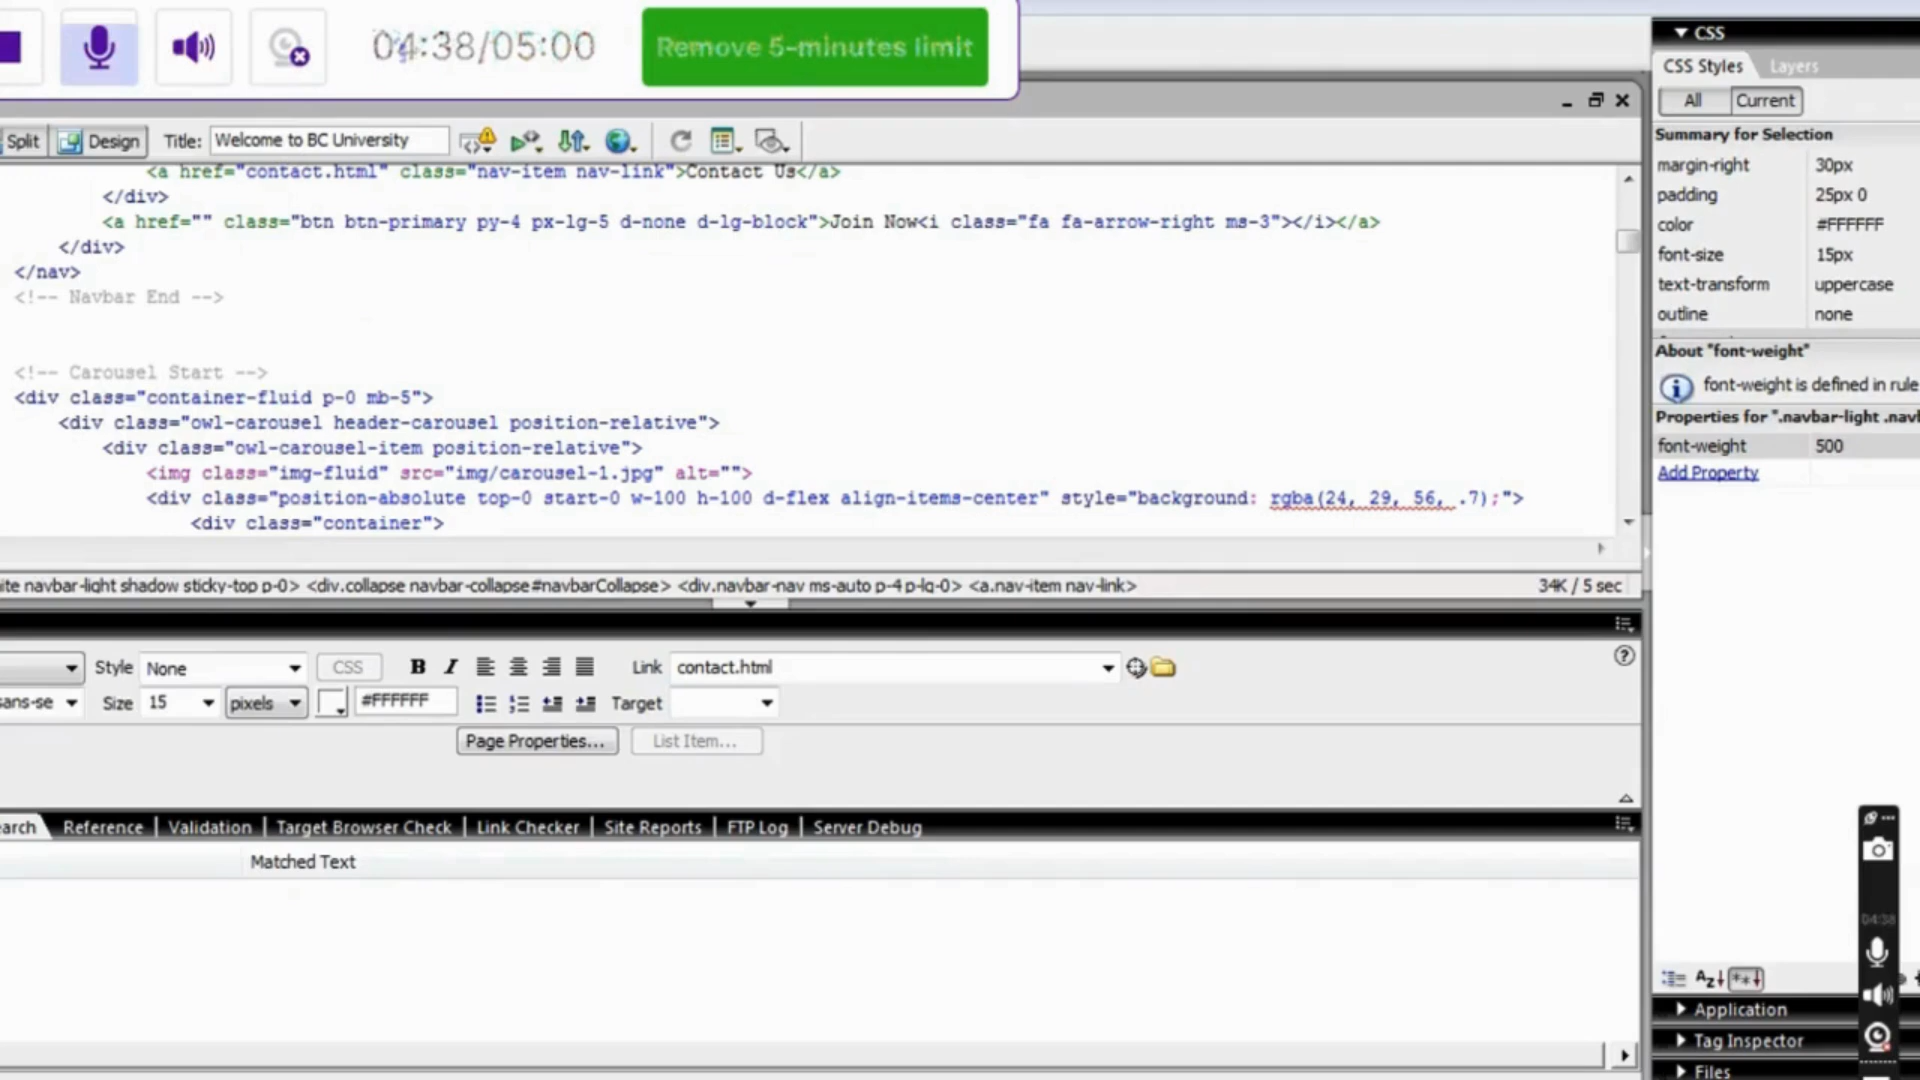 04:38/05:00
Remove 5-minutes limit
CSS
CSS Styles
Layers
All
Current
Split
Design
Title:
Welcome to BC University
Summary for Selection
margin-right 30px
padding 25px 0
color #FFFFFF
font-size 15px
text-transform uppercase
outline none
About "font-weight"
font-weight is defined in rule
Properties for ".navbar-light .nav
font-weight 500
Add Property
<a href="contact.html" class="nav-item nav-link">Contact Us</a>
</div>
<a href="" class="btn btn-primary py-4 px-lg-5 d-none d-lg-block">Join Now<i class="fa fa-arrow-right ms-3"></i></a>
</div>
</nav>
<!-- Navbar End -->
<!-- Carousel Start -->
<div class="container-fluid p-0 mb-5">
<div class="owl-carousel header-carousel position-relative">
<div class="owl-carousel-item position-relative">
<img class="img-fluid" src="img/carousel-1.jpg" alt="">
<div class="position-absolute top-0 start-0 w-100 h-100 d-flex align-items-center" style="background: rgba(24, 29, 56, .7);">
<div class="container">
ite navbar-light shadow sticky-top p-0> <div.collapse navbar-collapse#navbarCollapse> <div.navbar-nav ms-auto p-4 p-lg-0> <a.nav-item nav-link>
34K / 5 sec
Style None CSS B I Link contact.html
ans-se Size 15 pixels #FFFFFF Target
Page Properties... List Item...
earch Reference Validation Target Browser Check Link Checker Site Reports FTP Log Server Debug
Matched Text
04:38
Application
Tag Inspector
Files